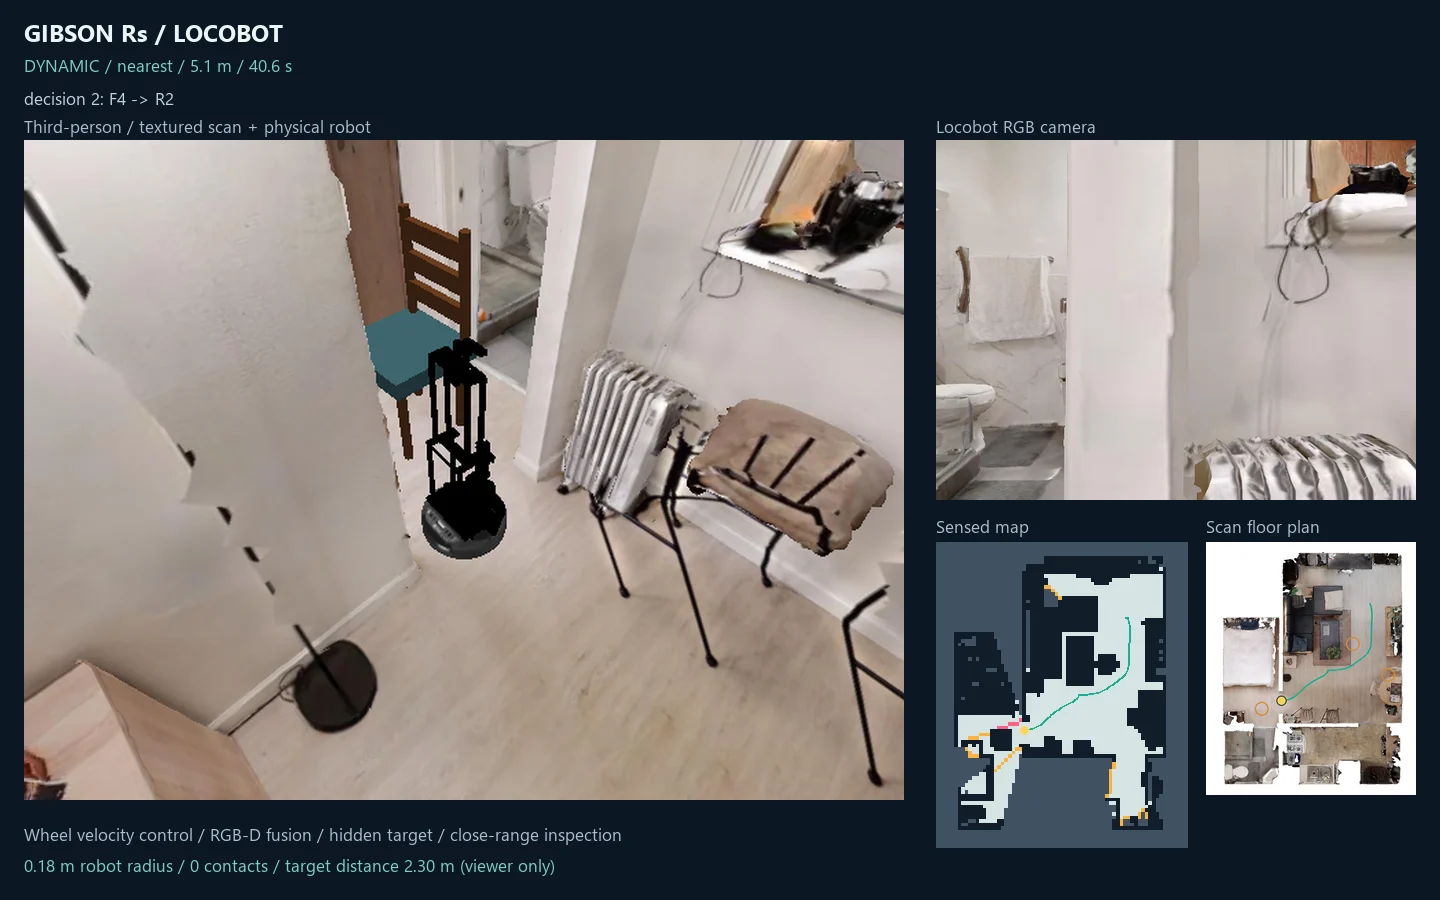 GIBSON Rs / LOCOBOT
DYNAMIC / nearest / 5.1 m / 40.6 s
decision 2: F4 -> R2
Third-person / textured scan + physical robot
Locobot RGB camera
Sensed map
Scan floor plan
Wheel velocity control / RGB-D fusion / hidden target / close-range inspection
0.18 m robot radius / 0 contacts / target distance 2.30 m (viewer only)